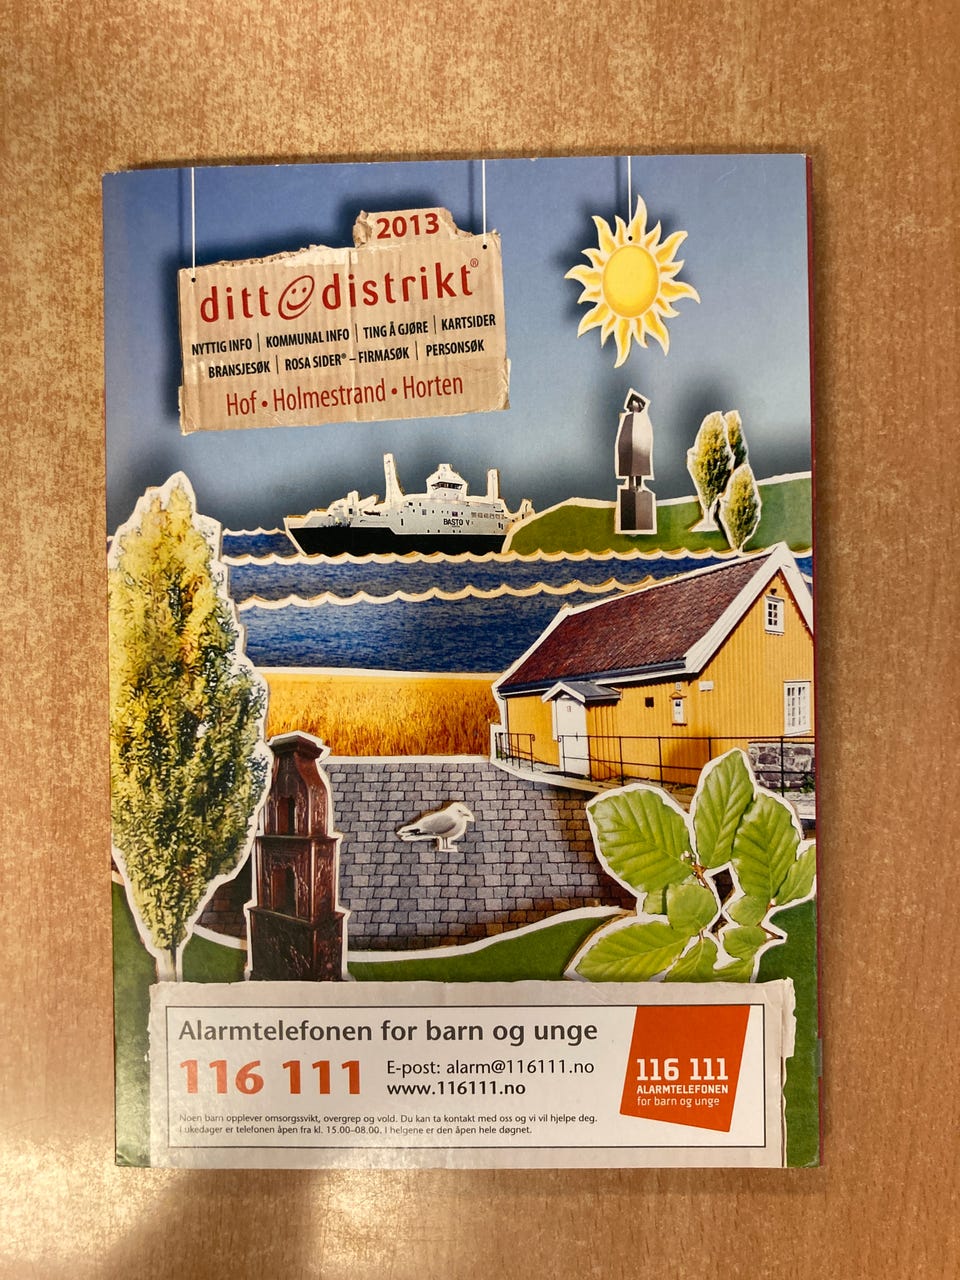 2013
ditt distrikt®
NYTTIG INFO | KOMMUNAL INFO | TING Å GJØRE | KARTSIDER
BRANSJESØK | ROSA SIDER® – FIRMASØK | PERSONSØK
Hof • Holmestrand • Horten
BASTØ V
Alarmtelefonen for barn og unge
116 111
E-post: alarm@116111.no
www.116111.no
Noen barn opplever omsorgssvikt, overgrep og vold. Du kan ta kontakt med oss og vi vil hjelpe deg.
I ukedager er telefonen åpen fra kl. 15.00–08.00. I helgene er den åpen hele døgnet.
116 111
ALARMTELEFONEN
for barn og unge